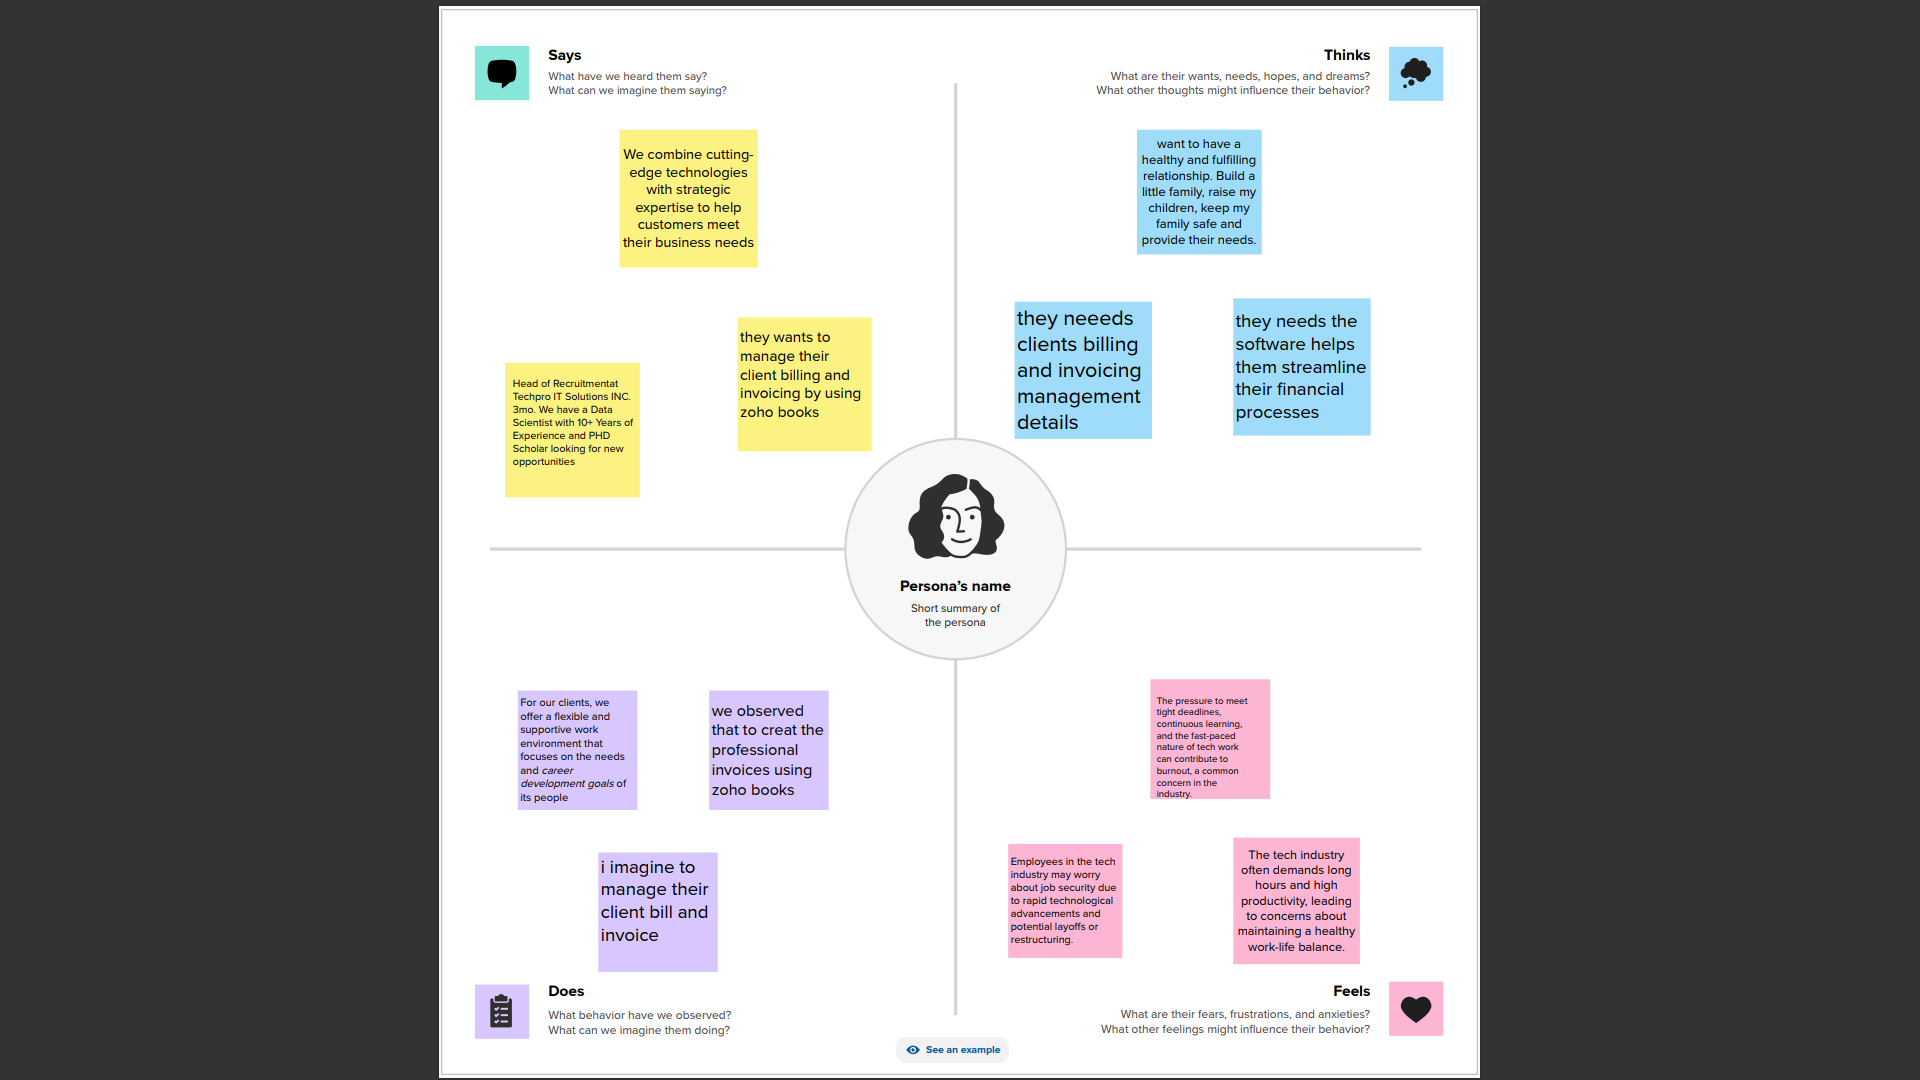 Says
What have we heard them say?
What can we imagine them saying?
Thinks
What are their wants, needs, hopes, and dreams?
What other thoughts might influence their behavior?
We combine cutting-
edge technologies
with strategic
expertise to help
customers meet
their business needs
want to have a
healthy and fulfilling
relationship. Build a
little family, raise my
children, keep my
family safe and
provide their needs.
Head of Recruitmentat
Techpro IT Solutions INC.
3mo. We have a Data
Scientist with 10+ Years of
Experience and PHD
Scholar looking for new
opportunities
they wants to
manage their
client billing and
invoicing by using
zoho books
they neeeds
clients billing
and invoicing
management
details
they needs the
software helps
them streamline
their financial
processes
Persona's name
Short summary of
the persona
For our clients, we
offer a flexible and
supportive work
environment that
focuses on the needs
and career
development goals of
its people
we observed
that to creat the
professional
invoices using
zoho books
i imagine to
manage their
client bill and
invoice
The pressure to meet
tight deadlines,
continuous learning,
and the fast-paced
nature of tech work
can contribute to
burnout, a common
concern in the
industry.
Employees in the tech
industry may worry
about job security due
to rapid technological
advancements and
potential layoffs or
restructuring.
The tech industry
often demands long
hours and high
productivity, leading
to concerns about
maintaining a healthy
work-life balance.
Does
What behavior have we observed?
What can we imagine them doing?
Feels
What are their fears, frustrations, and anxieties?
What other feelings might influence their behavior?
See an example